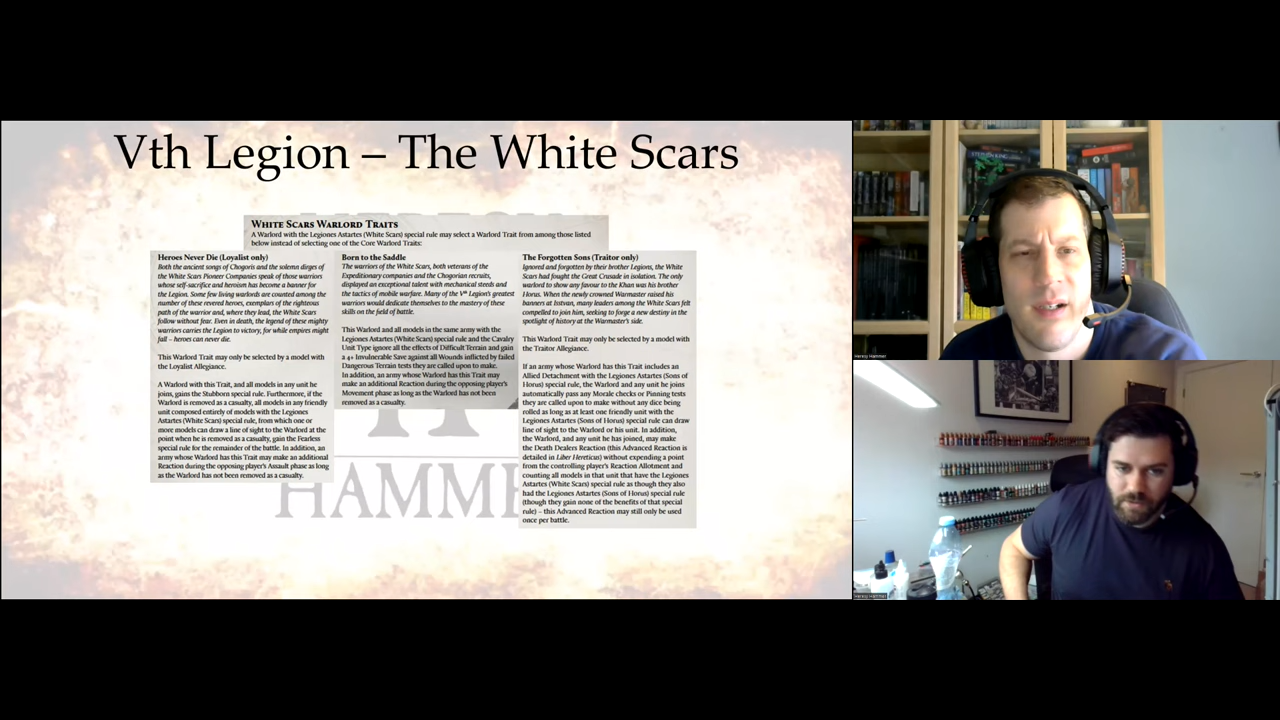 Vth Legion – The White Scars
White Scars Warlord Traits
A Warlord with the Legiones Astartes (White Scars) special rule may select a Warlord Trait from among those listed
below instead of selecting one of the Core Warlord Traits:
Heroes Never Die (Loyalist only)
Both the ancient songs of Chogoris and the solemn dirges of
the White Scars Pioneer Companies speak of those warriors
whose self-sacrifice and heroism has become a banner for
the Legion. Some few living warlords are counted among the
number of these revered heroes, exemplars of the righteous
path of the warrior and, where they lead, the White Scars
follow without fear. Even in death, the legend of these mighty
warriors carries the Legion to victory, for while empires might
fall – heroes can never die.
This Warlord Trait may only be selected by a model with
the Loyalist Allegiance.
A Warlord with this Trait, and all models in any unit he
joins, gains the Stubborn special rule. Furthermore, if the
Warlord is removed as a casualty, all models in any friendly
unit composed entirely of models with the Legiones
Astartes (White Scars) special rule, from which one or
more models can draw a line of sight to the Warlord at the
point when he is removed as a casualty, gain the Fearless
special rule for the remainder of the battle. In addition, an
army whose Warlord has this Trait may make an additional
Reaction during the opposing player's Assault phase as long
as the Warlord has not been removed as a casualty.
Born to the Saddle
The warriors of the White Scars, both veterans of the
Expeditionary companies and the Chogorian recruits,
displayed an exceptional talent with mechanical steeds and
the tactics of mobile warfare. Many of the Vth Legion's greatest
warriors would dedicate themselves to the mastery of these
skills on the field of battle.
This Warlord and all models in the same army with the
Legiones Astartes (White Scars) special rule and the Cavalry
Unit Type ignore all the effects of Difficult Terrain and gain
a 4+ Invulnerable Save against all Wounds inflicted by failed
Dangerous Terrain tests they are called upon to make.
In addition, an army whose Warlord has this Trait may
make an additional Reaction during the opposing player's
Movement phase as long as the Warlord has not been
removed as a casualty.
The Forgotten Sons (Traitor only)
Ignored and forgotten by their brother Legions, the White
Scars had fought the Great Crusade in isolation. The only
warlord to show any favour to the Khan was his brother
Horus. When the newly crowned Warmaster raised his
banners at Istvan, many leaders among the White Scars felt
compelled to join him, seeking to forge a new destiny in the
spotlight of history at the Warmaster's side.
This Warlord Trait may only be selected by a model with
the Traitor Allegiance.
If an army whose Warlord has this Trait includes an
Allied Detachment with the Legiones Astartes (Sons of
Horus) special rule, the Warlord and any unit he joins
automatically pass any Morale checks or Pinning tests
they are called upon to make without any dice being
rolled as long as at least one friendly unit with the
Legiones Astartes (Sons of Horus) special rule can draw
line of sight to the Warlord or his unit. In addition,
the Warlord, and any unit he has joined, may make
the Death Dealers Reaction (this Advanced Reaction is
detailed in Liber Hereticus) without expending a point
from the controlling player's Reaction Allotment and
counting all models in that unit that have the Legiones
Astartes (White Scars) special rule as though they also
had the Legiones Astartes (Sons of Horus) special rule
(though they gain none of the benefits of that special
rule) – this Advanced Reaction may still only be used
once per battle.
HAMME
STEPHEN KING
Heresy Hammer
Heresy Hammer